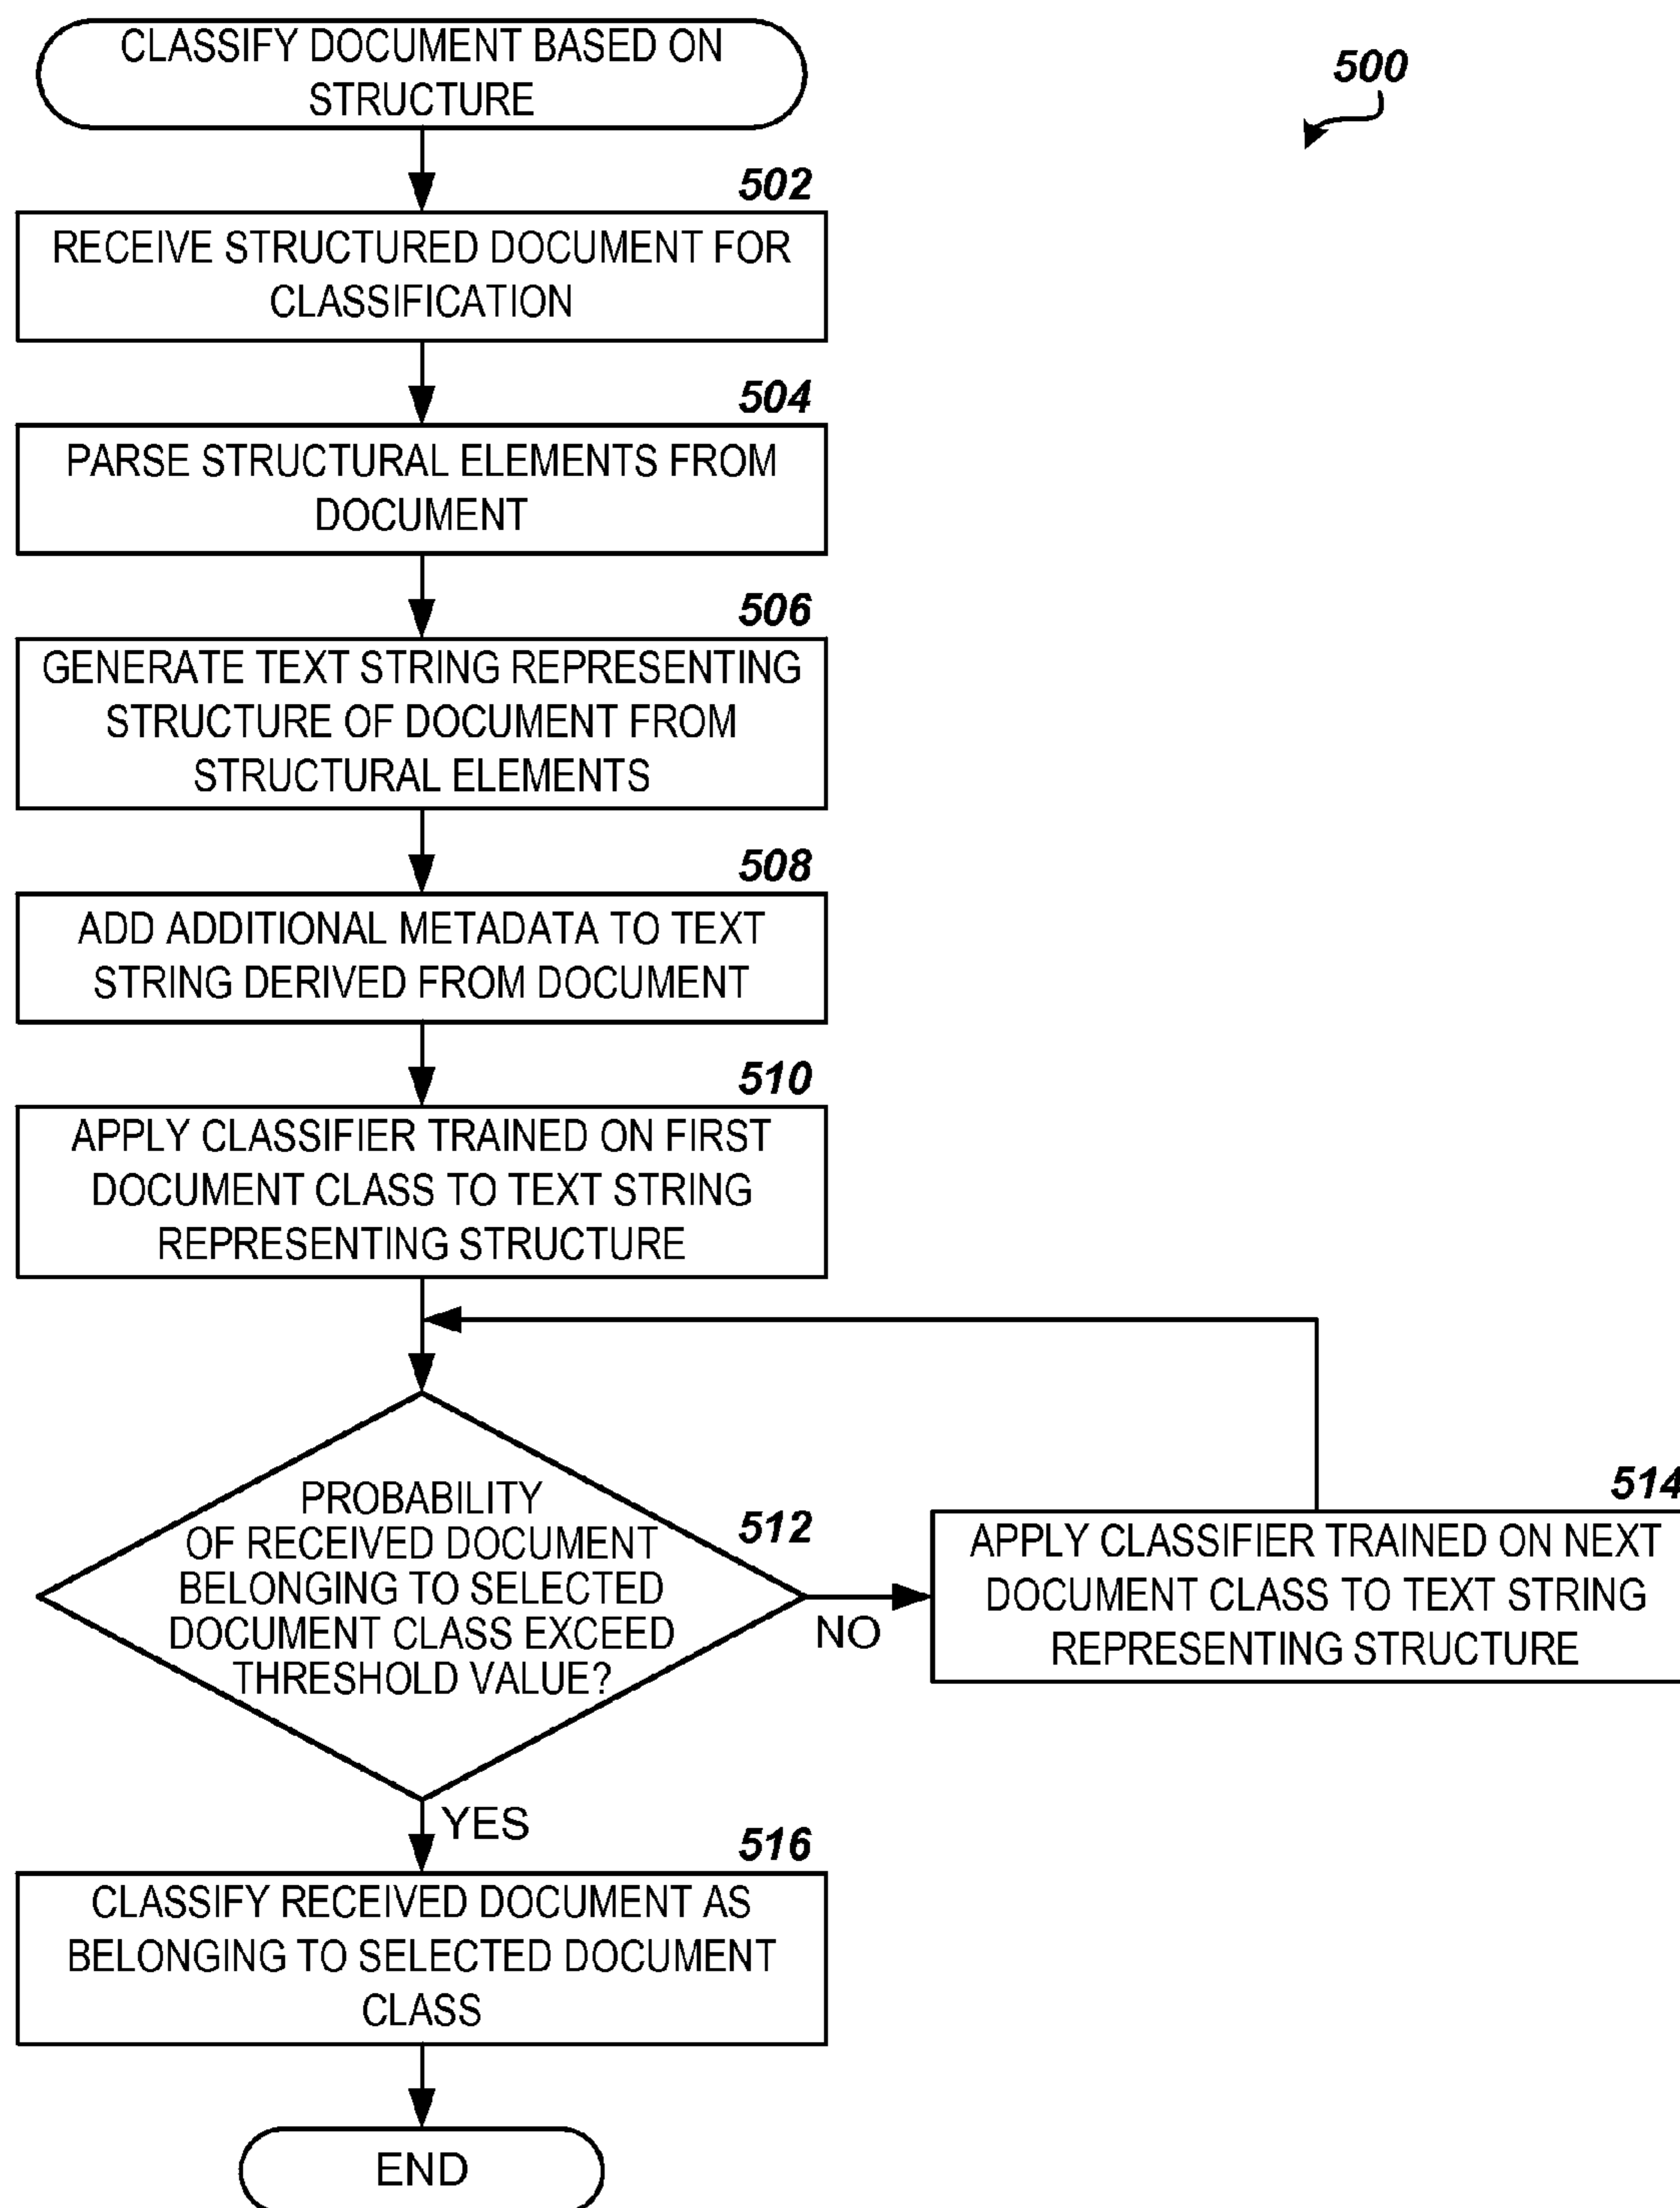 CLASSIFY DOCUMENT BASED ON
STRUCTURE
500
502
RECEIVE STRUCTURED DOCUMENT FOR
CLASSIFICATION
504
PARSE STRUCTURAL ELEMENTS FROM
DOCUMENT
506
GENERATE TEXT STRING REPRESENTING
STRUCTURE OF DOCUMENT FROM
STRUCTURAL ELEMENTS
508
ADD ADDITIONAL METADATA TO TEXT
STRING DERIVED FROM DOCUMENT
510
APPLY CLASSIFIER TRAINED ON FIRST
DOCUMENT CLASS TO TEXT STRING
REPRESENTING STRUCTURE
PROBABILITY
OF RECEIVED DOCUMENT
BELONGING TO SELECTED
DOCUMENT CLASS EXCEED
THRESHOLD VALUE?
512
NO
514
APPLY CLASSIFIER TRAINED ON NEXT
DOCUMENT CLASS TO TEXT STRING
REPRESENTING STRUCTURE
YES
516
CLASSIFY RECEIVED DOCUMENT AS
BELONGING TO SELECTED DOCUMENT
CLASS
END